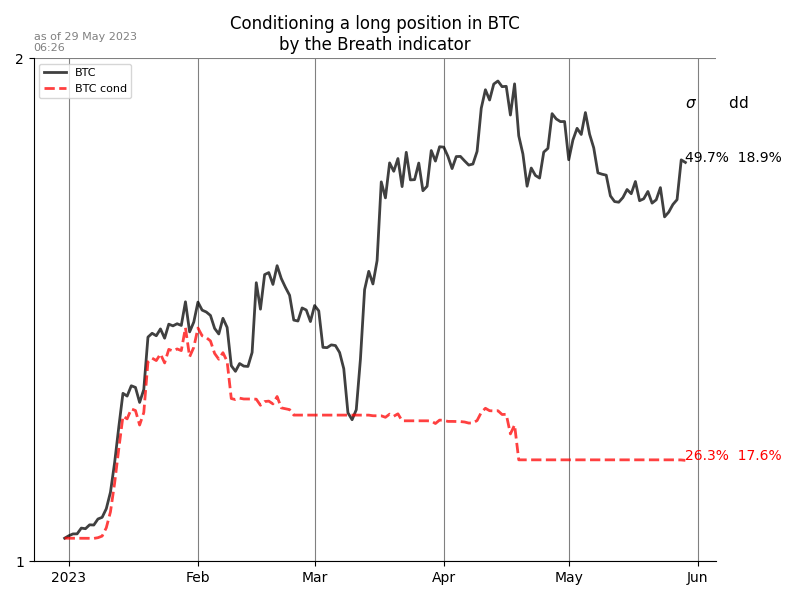 Conditioning a long position in BTC
by the Breath indicator
as of 29 May 2023
06:26
2
BTC
BTC cond
σ dd
49.7% 18.9%
26.3% 17.6%
1
2023 Feb Mar Apr May Jun